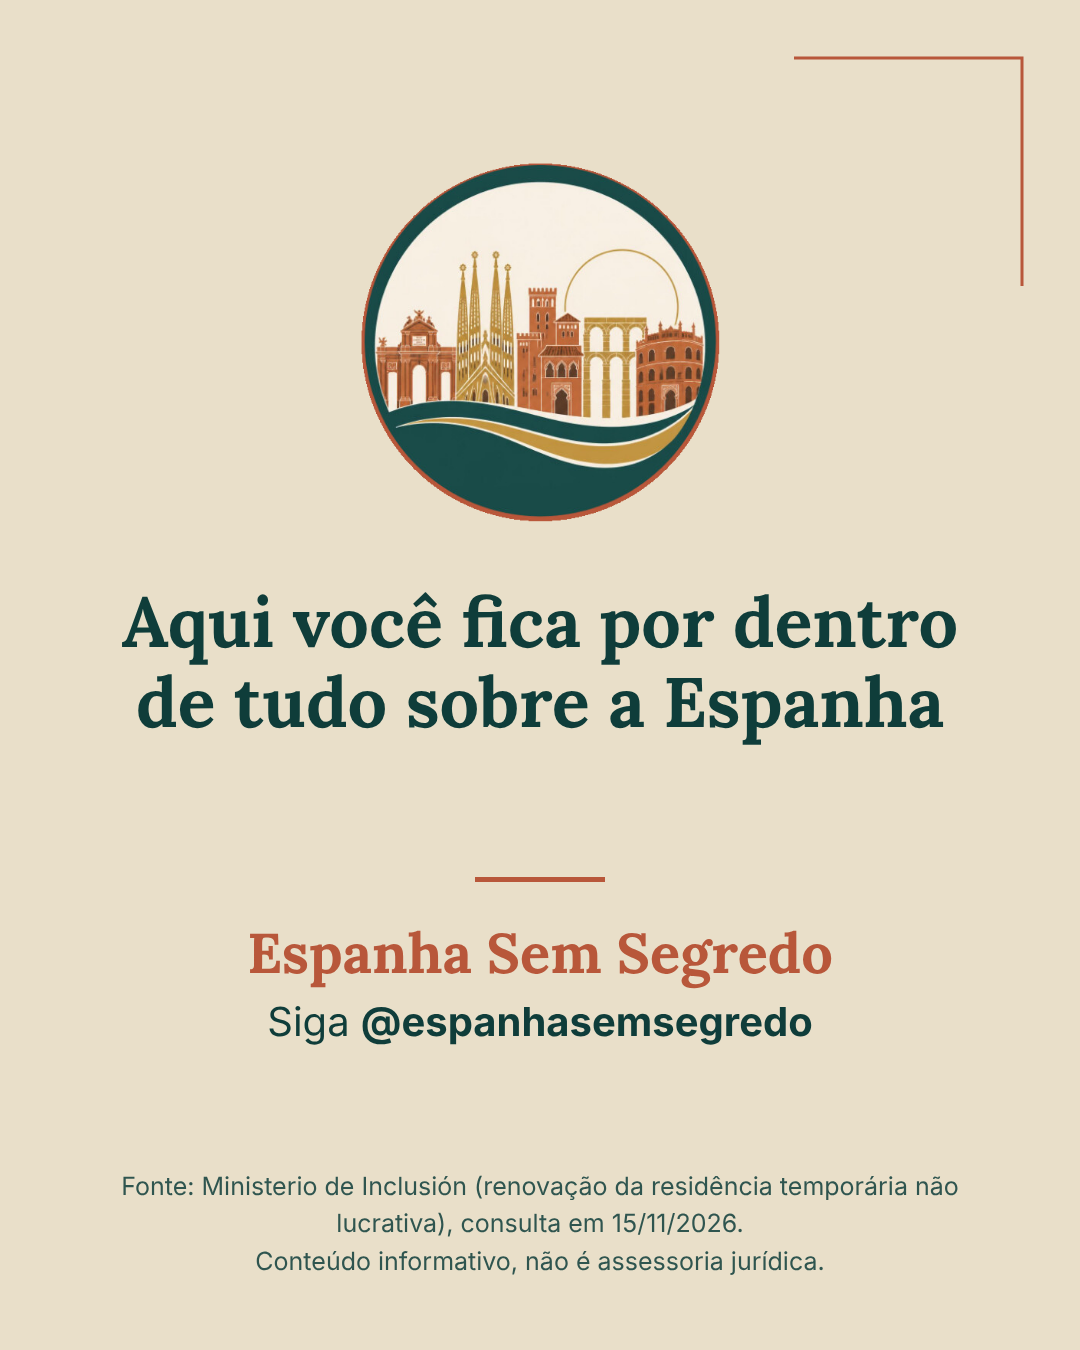 Aqui você fica por dentro
de tudo sobre a Espanha
Espanha Sem Segredo
Siga @espanhasemsegredo
Fonte: Ministerio de Inclusión (renovação da residência temporária não
lucrativa), consulta em 15/11/2026.
Conteúdo informativo, não é assessoria jurídica.